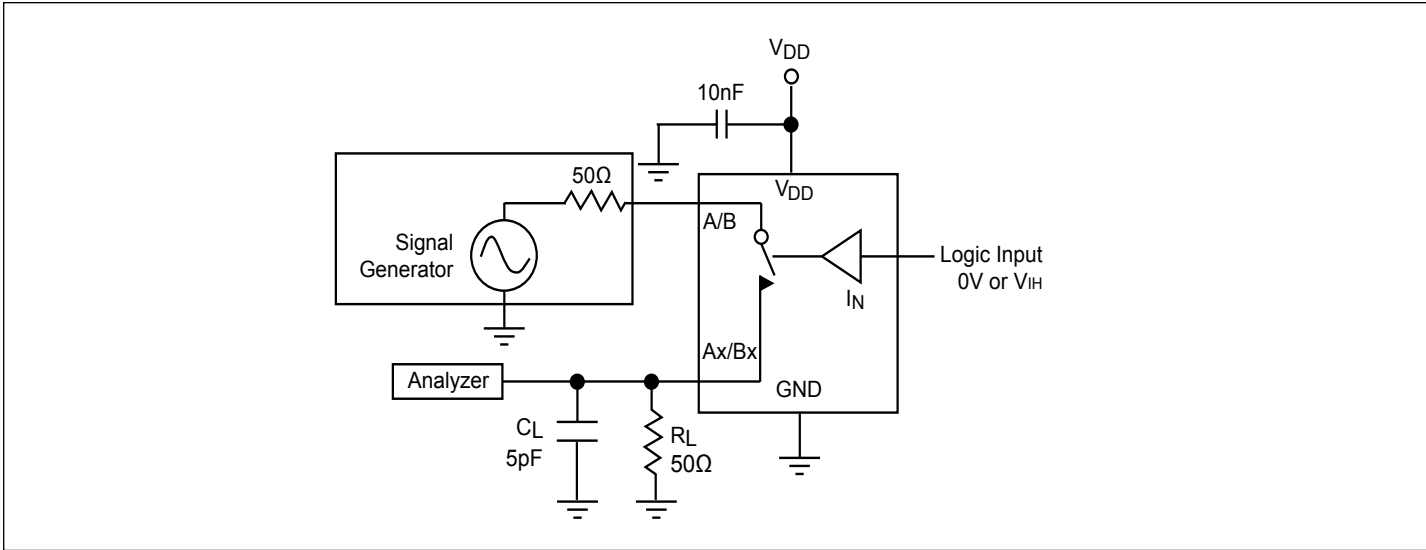 VDD
10nF
50Ω
VDD
A/B
Signal
Generator
Logic Input
0V or VIH
IN
Ax/Bx
Analyzer
GND
CL
5pF
RL
50Ω